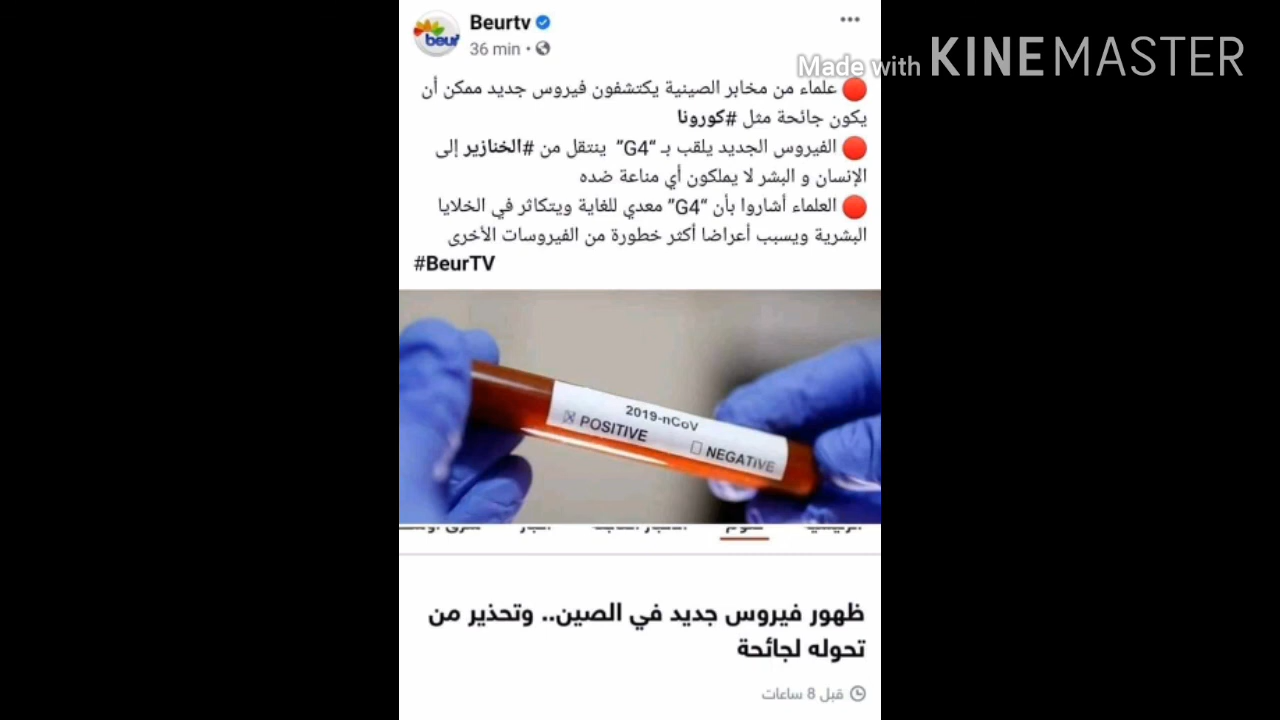 Beurtv
36 min
Made with KINEMASTER
علماء من مخابر الصينية يكتشفون فيروس جديد ممكن أن
يكون جائحة مثل #كورونا
الفيروس الجديد يلقب بـ “G4” ينتقل من #الخنازير إلى
الإنسان و البشر لا يملكون أي مناعة ضده
العلماء أشاروا بأن “G4” معدي للغاية ويتكاثر في الخلايا
البشرية ويسبب أعراضا أكثر خطورة من الفيروسات الأخرى
#BeurTV
beur
2019-nCoV
POSITIVE
NEGATIVE
ظهور فيروس جديد في الصين.. وتحذير من
تحوله لجائحة
قبل 8 ساعات